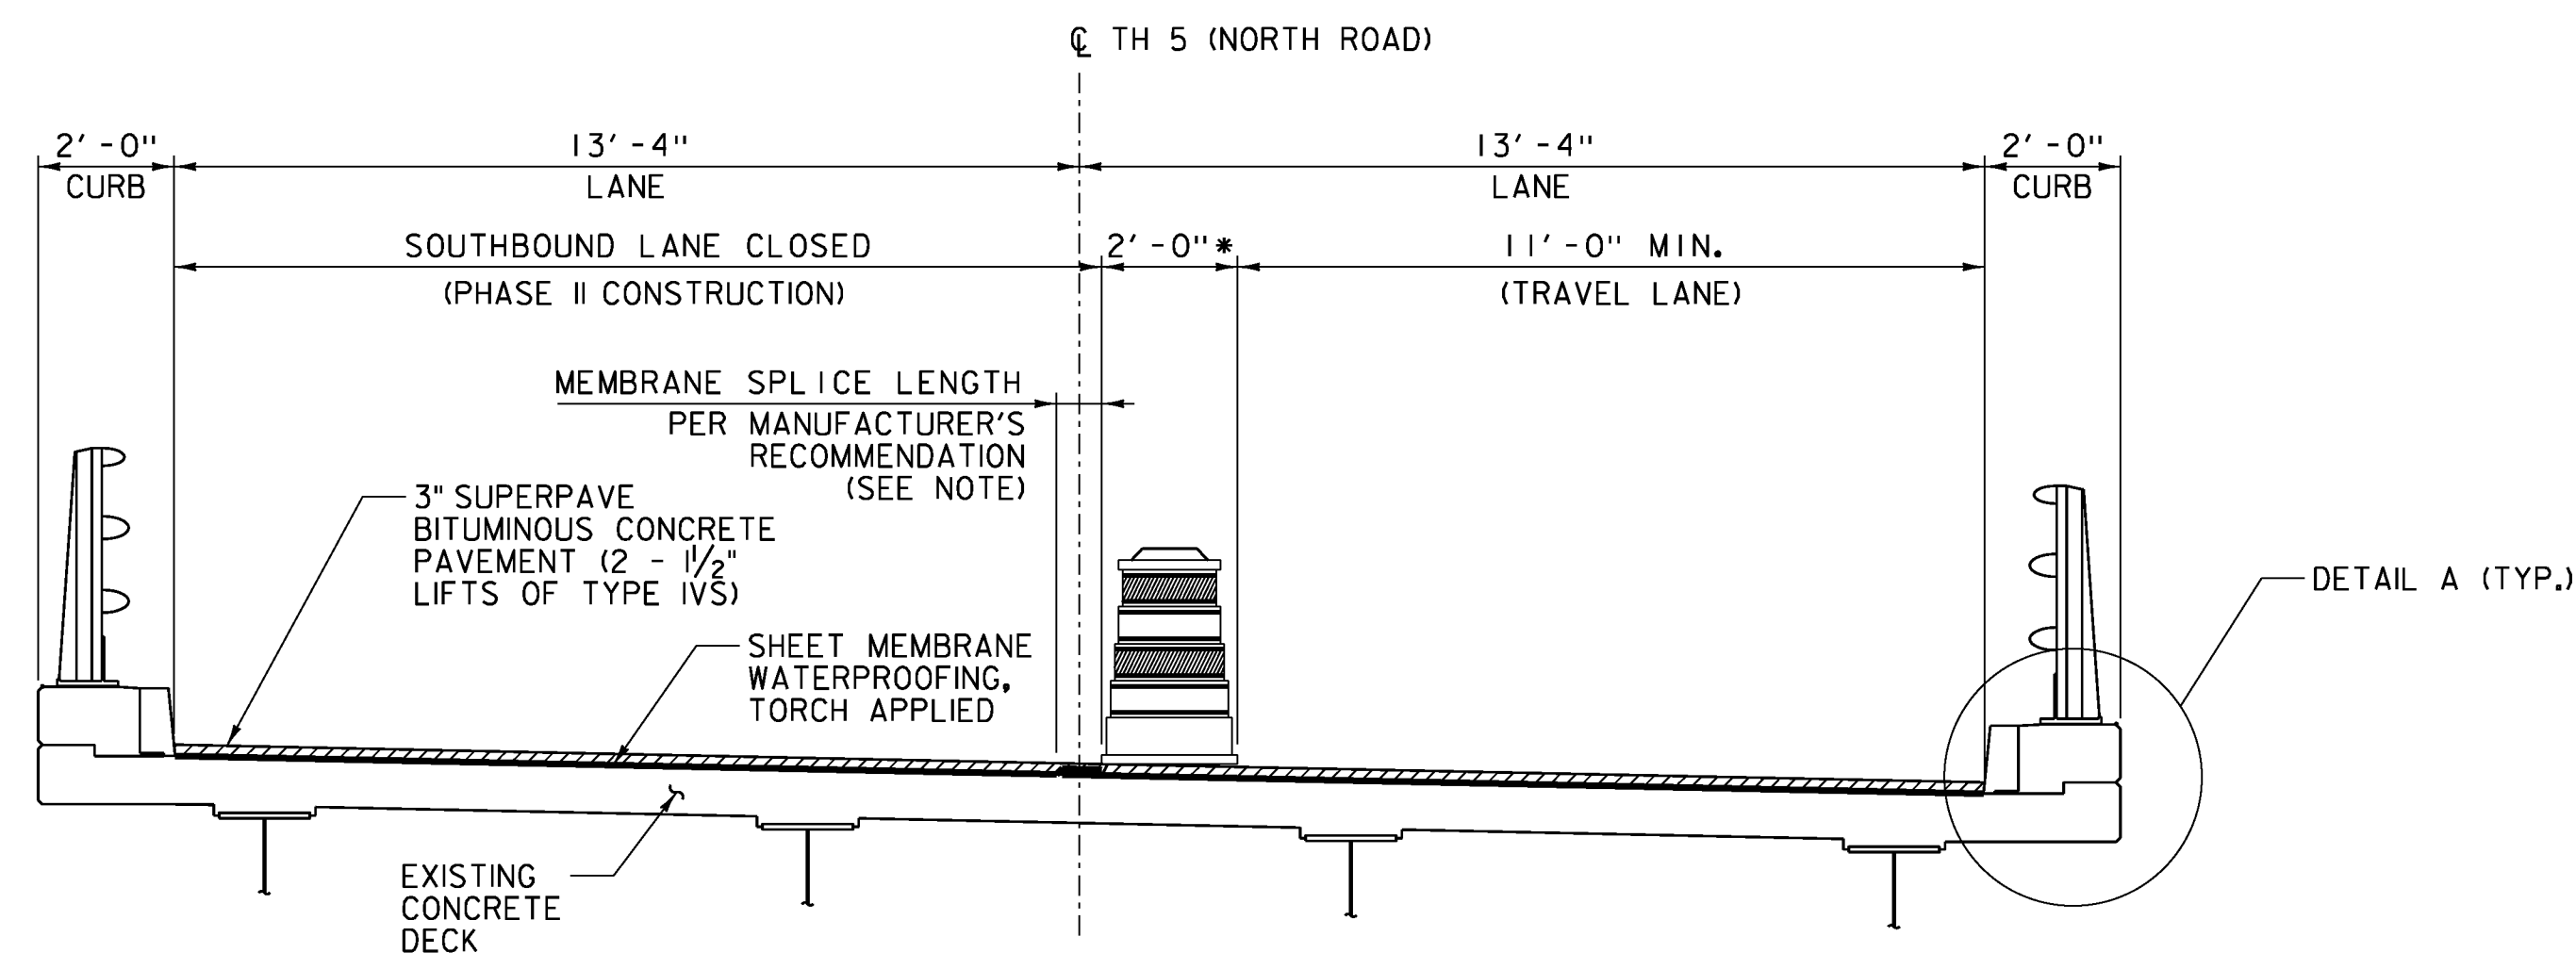 ℄ TH 5 (NORTH ROAD)
2'-0"
CURB
13'-4"
LANE
13'-4"
LANE
2'-0"
CURB
SOUTHBOUND LANE CLOSED
(PHASE II CONSTRUCTION)
2'-0"*
11'-0" MIN.
(TRAVEL LANE)
MEMBRANE SPLICE LENGTH
PER MANUFACTURER'S
RECOMMENDATION
(SEE NOTE)
3" SUPERPAVE
BITUMINOUS CONCRETE
PAVEMENT (2 - 1 1/2"
LIFTS OF TYPE IVS)
DETAIL A (TYP.)
SHEET MEMBRANE
WATERPROOFING,
TORCH APPLIED
EXISTING
CONCRETE
DECK